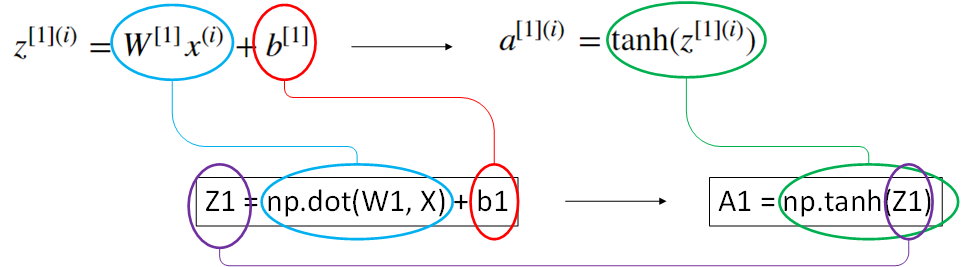 z^{[1](i)} = W^{[1]} x^{(i)} + b^{[1]} ⟶ a^{[1](i)} = tanh(z^{[1](i)})
Z1 = np.dot(W1, X) + b1 ⟶ A1 = np.tanh(Z1)